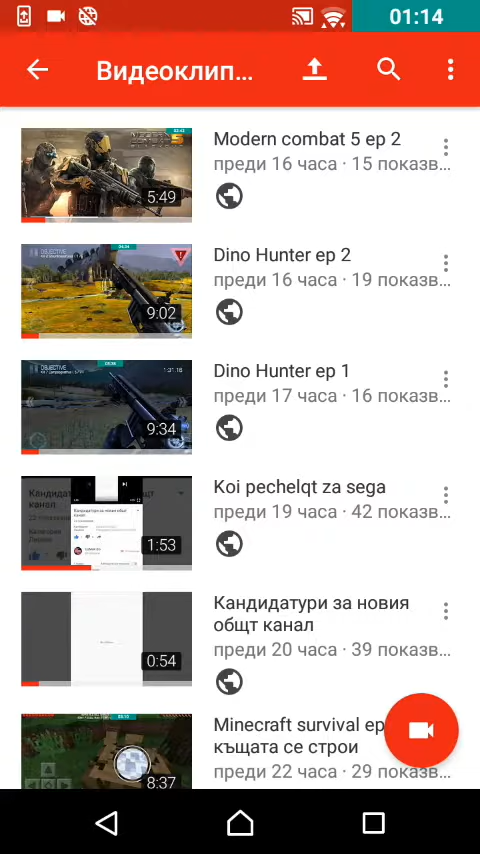 01:14
Видеоклип...
Modern combat 5 ep 2
преди 16 часа · 15 показв...
5:49
Dino Hunter ep 2
преди 16 часа · 19 показв...
9:02
Dino Hunter ep 1
преди 17 часа · 16 показв...
9:34
Koi pechelqt za sega
преди 19 часа · 42 показв...
1:53
Кандидатури за новия
общт канал
преди 20 часа · 39 показв...
0:54
Minecraft survival ep
къщата се строи
преди 22 часа · 29 показв...
8:37